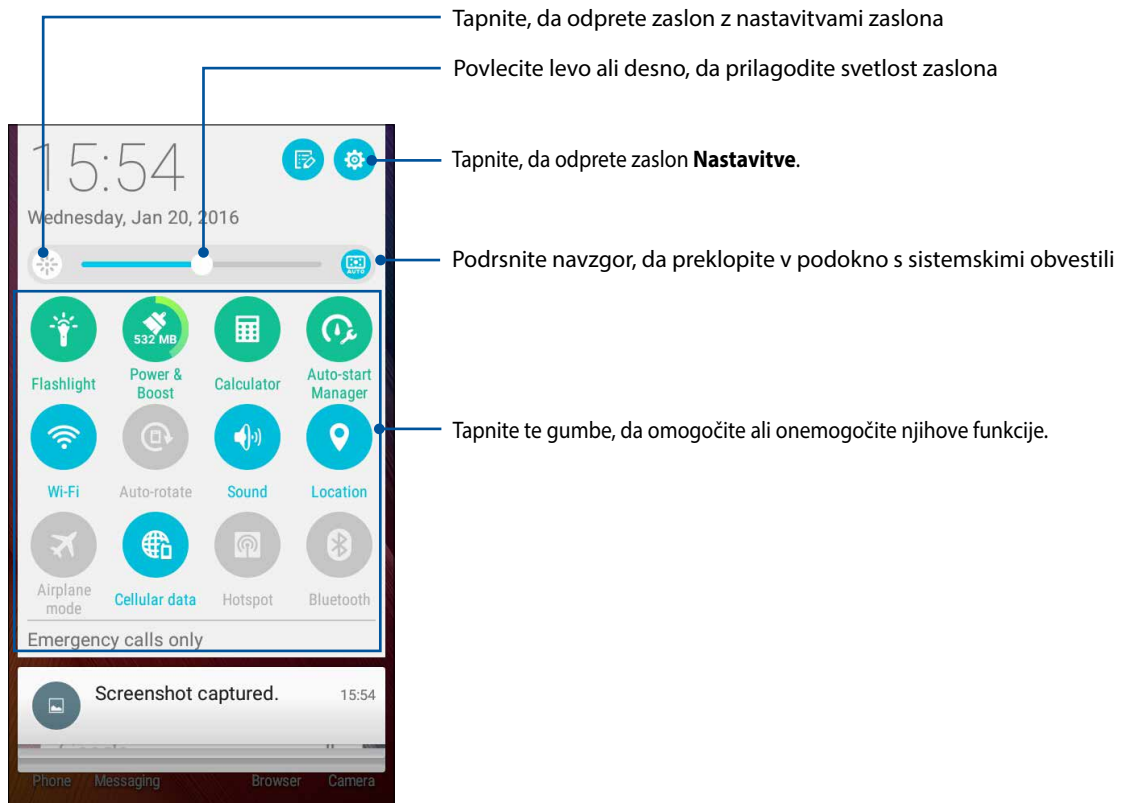 Tapnite, da odprete zaslon z nastavitvami zaslona
Povlecite levo ali desno, da prilagodite svetlost zaslona
15:54
Tapnite, da odprete zaslon Nastavitve.
Wednesday, Jan 20, 2016
AUTO
Podrsnite navzgor, da preklopite v podokno s sistemskimi obvestili
532 MB
Flashlight
Power &
Boost
Calculator
Auto-start
Manager
Tapnite te gumbe, da omogočite ali onemogočite njihove funkcije.
Wi-Fi
Auto-rotate
Sound
Location
Airplane
mode
Cellular data
Hotspot
Bluetooth
Emergency calls only
Screenshot captured.
15:54
Phone
Messaging
Browser
Camera